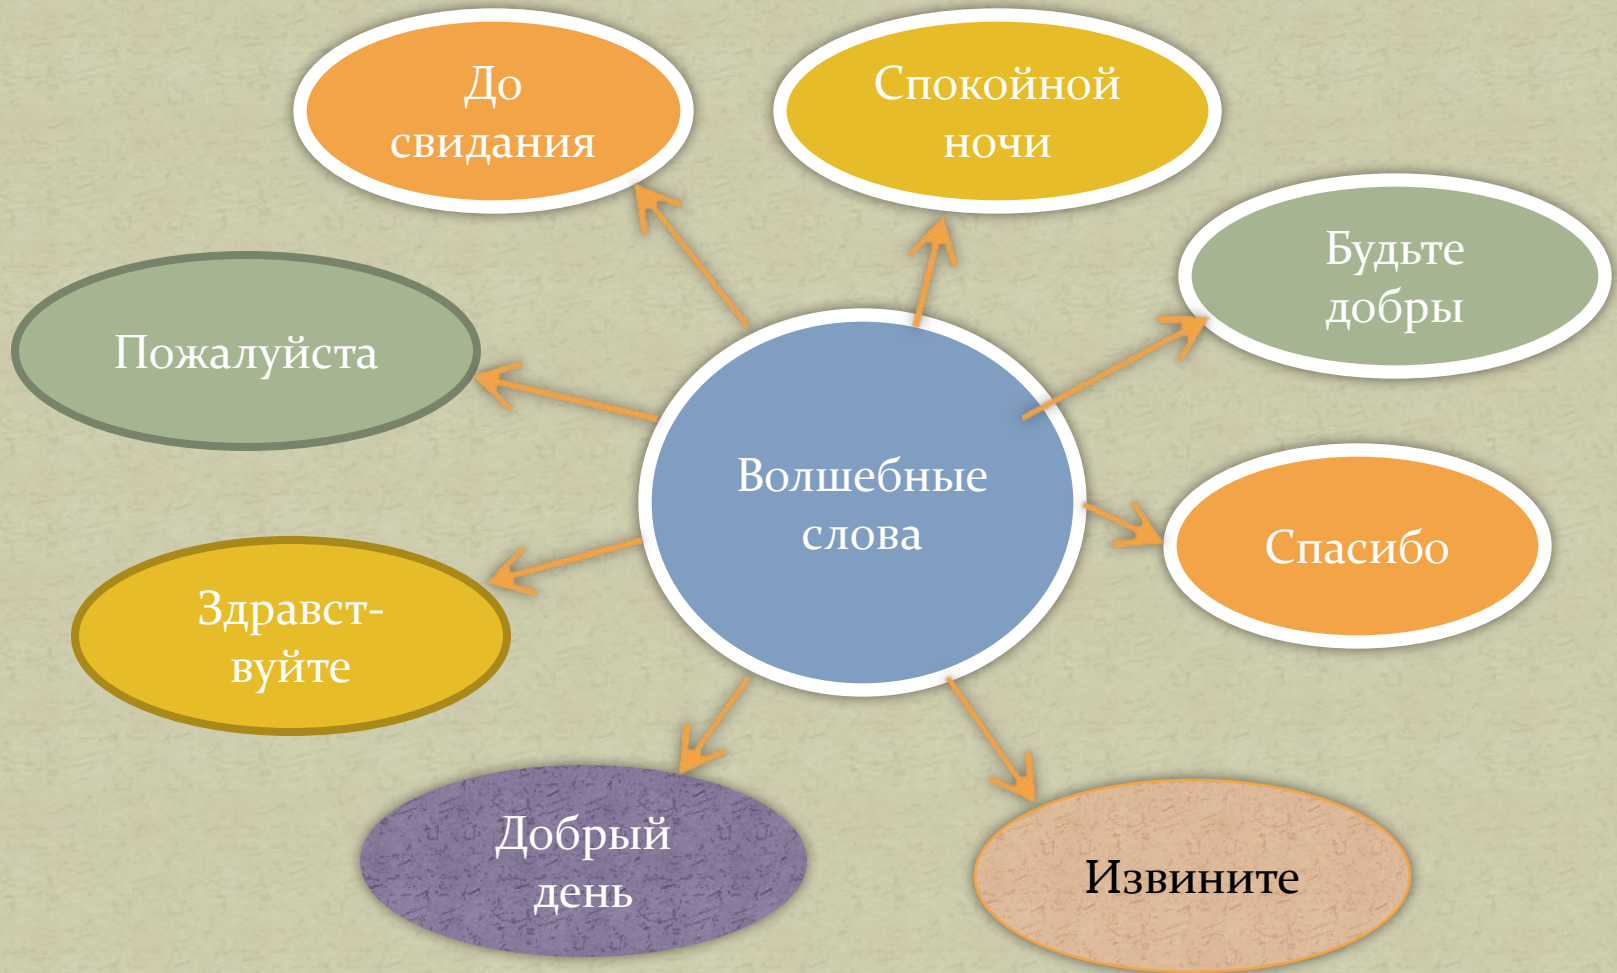 До
свидания
Спокойной
ночи
Будьте
добры
Пожалуйста
Волшебные
слова
Спасибо
Здравст-
вуйте
Добрый
день
Извините